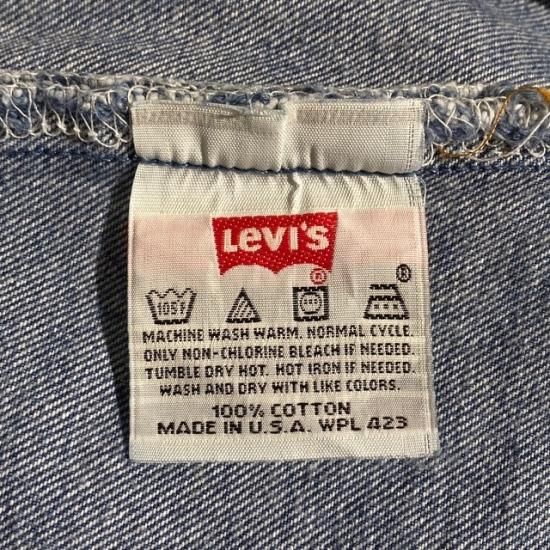 Levi's
®
®
105F
MACHINE WASH WARM. NORMAL CYCLE.
ONLY NON-CHLORINE BLEACH IF NEEDED.
TUMBLE DRY HOT. HOT IRON IF NEEDED.
WASH AND DRY WITH LIKE COLORS.
100% COTTON
MADE IN U.S.A. WPL 423